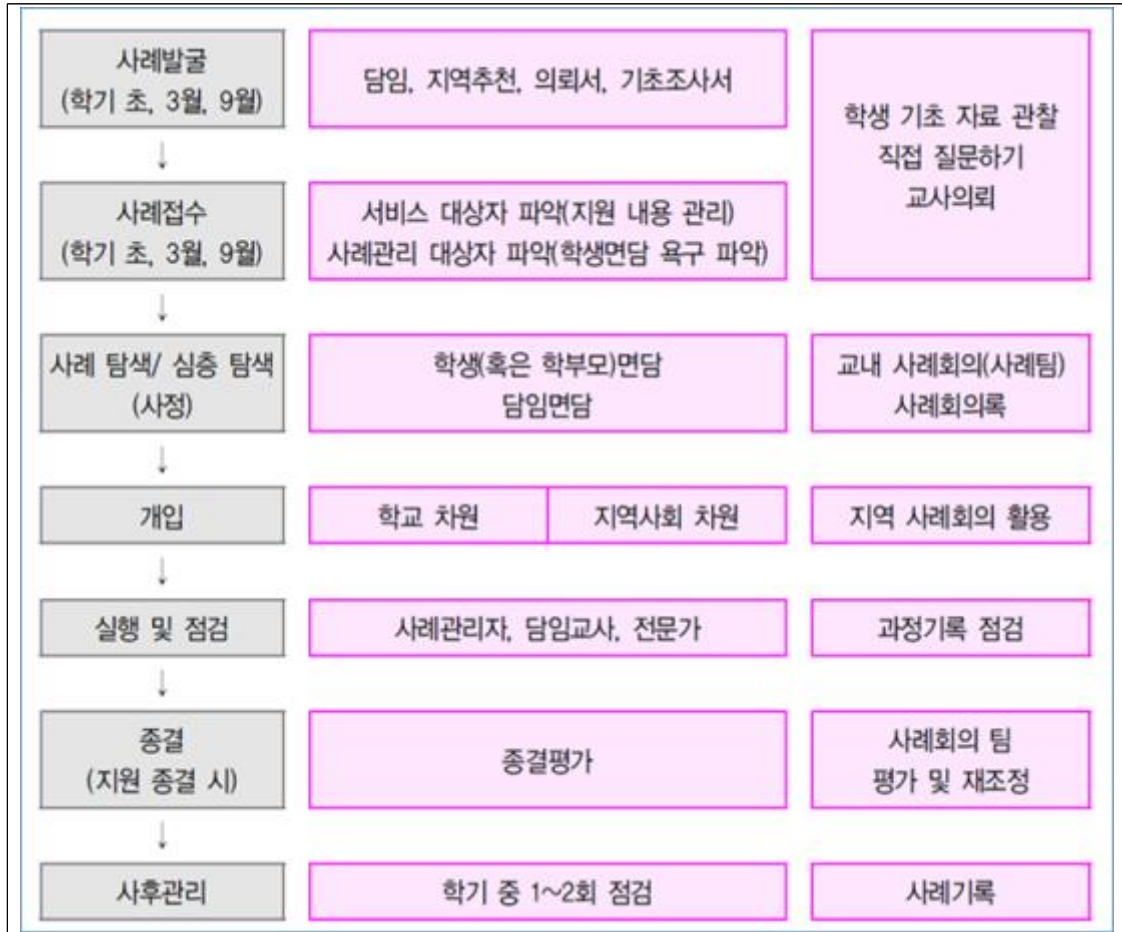 사례발굴
(학기 초, 3월, 9월)
담임, 지역추천, 의뢰서, 기초조사서
학생 기초 자료 관찰
직접 질문하기
교사의뢰
↓
사례접수
(학기 초, 3월, 9월)
서비스 대상자 파악(지원 내용 관리)
사례관리 대상자 파악(학생면담 욕구 파악)
↓
사례 탐색/ 심층 탐색
(사정)
학생(혹은 학부모)면담
담임면담
교내 사례회의(사례팀)
사례회의록
↓
개입
학교 차원
지역사회 차원
지역 사례회의 활용
↓
실행 및 점검
사례관리자, 담임교사, 전문가
과정기록 점검
↓
종결
(지원 종결 시)
종결평가
사례회의 팀
평가 및 재조정
↓
사후관리
학기 중 1~2회 점검
사례기록